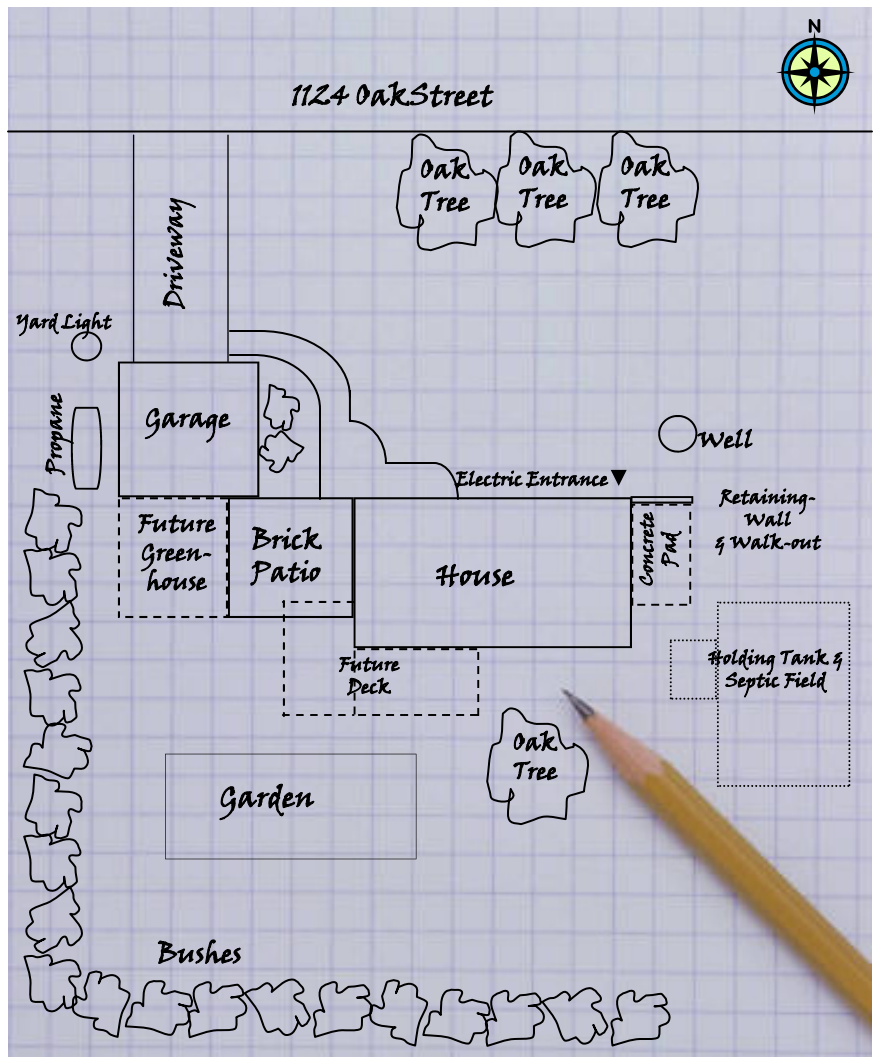 N
1124 OakStreet
Oak
Tree
Oak
Tree
Oak
Tree
Driveway
Yard Light
Garage
Propane
Well
Electric Entrance
Retaining-
Wall
& Walk-out
Future
Green-
house
Brick
Patio
House
Concrete
Pad
Future
Deck
Holding Tank &
Septic Field
Oak
Tree
Garden
Bushes